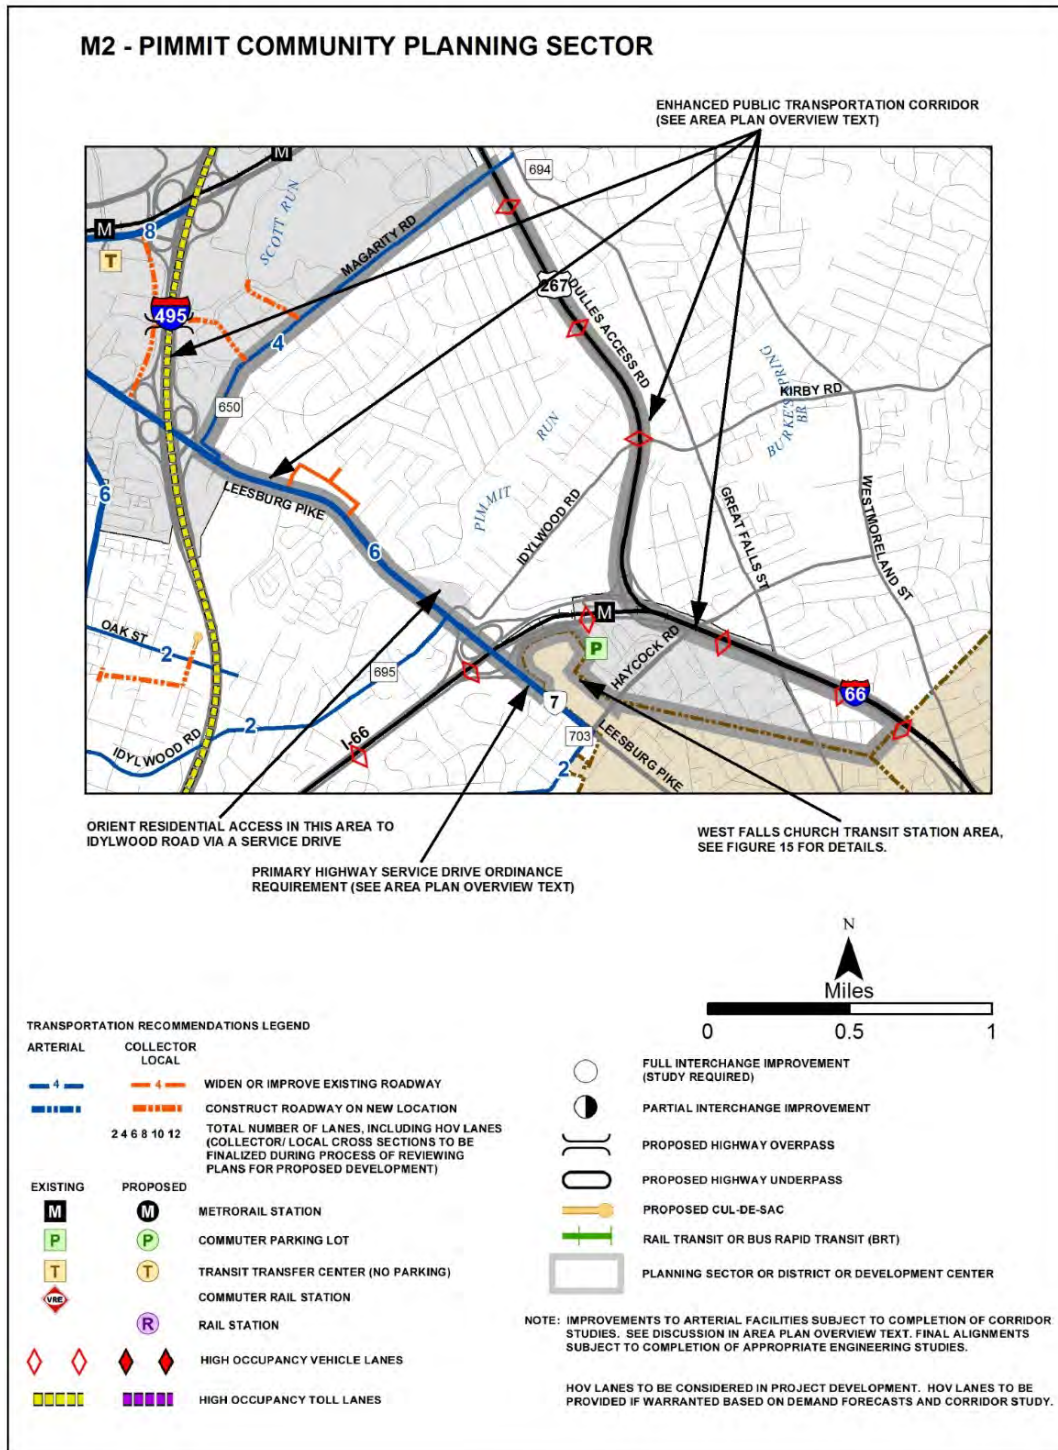 M2 - PIMMIT COMMUNITY PLANNING SECTOR
ENHANCED PUBLIC TRANSPORTATION CORRIDOR
(SEE AREA PLAN OVERVIEW TEXT)
M
694
M
8
T
SCOTT RUN
MAGARITY RD
267
DULLES ACCESS RD
495
4
BURKE'S SPRING
BR
KIRBY RD
650
RUN
PIMMIT
6
LEESBURG PIKE
IDYLWOOD RD
GREAT FALLS ST
WESTMORELAND ST
6
OAK ST
2
695
M
P
HAYCOCK RD
66
7
IDYLWOOD RD
2
I-66
703
LEESBURG PIKE
2
ORIENT RESIDENTIAL ACCESS IN THIS AREA TO
IDYLWOOD ROAD VIA A SERVICE DRIVE
WEST FALLS CHURCH TRANSIT STATION AREA,
SEE FIGURE 15 FOR DETAILS.
PRIMARY HIGHWAY SERVICE DRIVE ORDINANCE
REQUIREMENT (SEE AREA PLAN OVERVIEW TEXT)
N
Miles
0 0.5 1
TRANSPORTATION RECOMMENDATIONS LEGEND
ARTERIAL COLLECTOR
LOCAL
4 4 WIDEN OR IMPROVE EXISTING ROADWAY
CONSTRUCT ROADWAY ON NEW LOCATION
2 4 6 8 10 12 TOTAL NUMBER OF LANES, INCLUDING HOV LANES
(COLLECTOR/ LOCAL CROSS SECTIONS TO BE
FINALIZED DURING PROCESS OF REVIEWING
PLANS FOR PROPOSED DEVELOPMENT)
EXISTING PROPOSED
M M METRORAIL STATION
P P COMMUTER PARKING LOT
T T TRANSIT TRANSFER CENTER (NO PARKING)
VRE COMMUTER RAIL STATION
R RAIL STATION
HIGH OCCUPANCY VEHICLE LANES
HIGH OCCUPANCY TOLL LANES
FULL INTERCHANGE IMPROVEMENT
(STUDY REQUIRED)
PARTIAL INTERCHANGE IMPROVEMENT
PROPOSED HIGHWAY OVERPASS
PROPOSED HIGHWAY UNDERPASS
PROPOSED CUL-DE-SAC
RAIL TRANSIT OR BUS RAPID TRANSIT (BRT)
PLANNING SECTOR OR DISTRICT OR DEVELOPMENT CENTER
NOTE: IMPROVEMENTS TO ARTERIAL FACILITIES SUBJECT TO COMPLETION OF CORRIDOR
STUDIES. SEE DISCUSSION IN AREA PLAN OVERVIEW TEXT. FINAL ALIGNMENTS
SUBJECT TO COMPLETION OF APPROPRIATE ENGINEERING STUDIES.
HOV LANES TO BE CONSIDERED IN PROJECT DEVELOPMENT. HOV LANES TO BE
PROVIDED IF WARRANTED BASED ON DEMAND FORECASTS AND CORRIDOR STUDY.